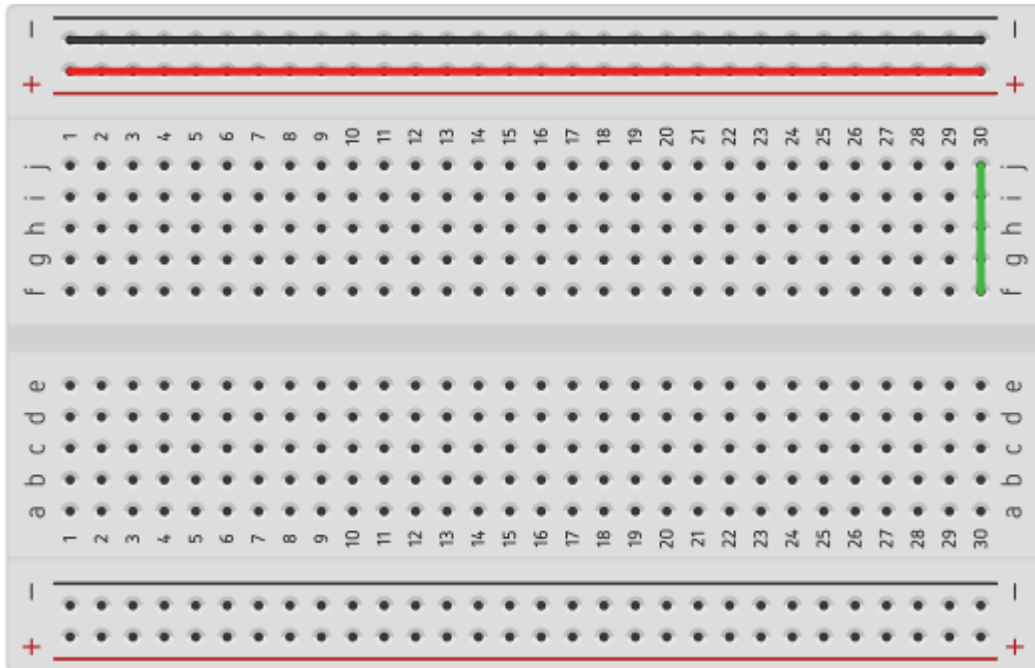 − −
+ +
1 2 3 4 5 6 7 8 9 10 11 12 13 14 15 16 17 18 19 20 21 22 23 24 25 26 27 28 29 30
j j
i i
h h
g g
f f
e e
d d
c c
b b
a a
1 2 3 4 5 6 7 8 9 10 11 12 13 14 15 16 17 18 19 20 21 22 23 24 25 26 27 28 29 30
− −
+ +